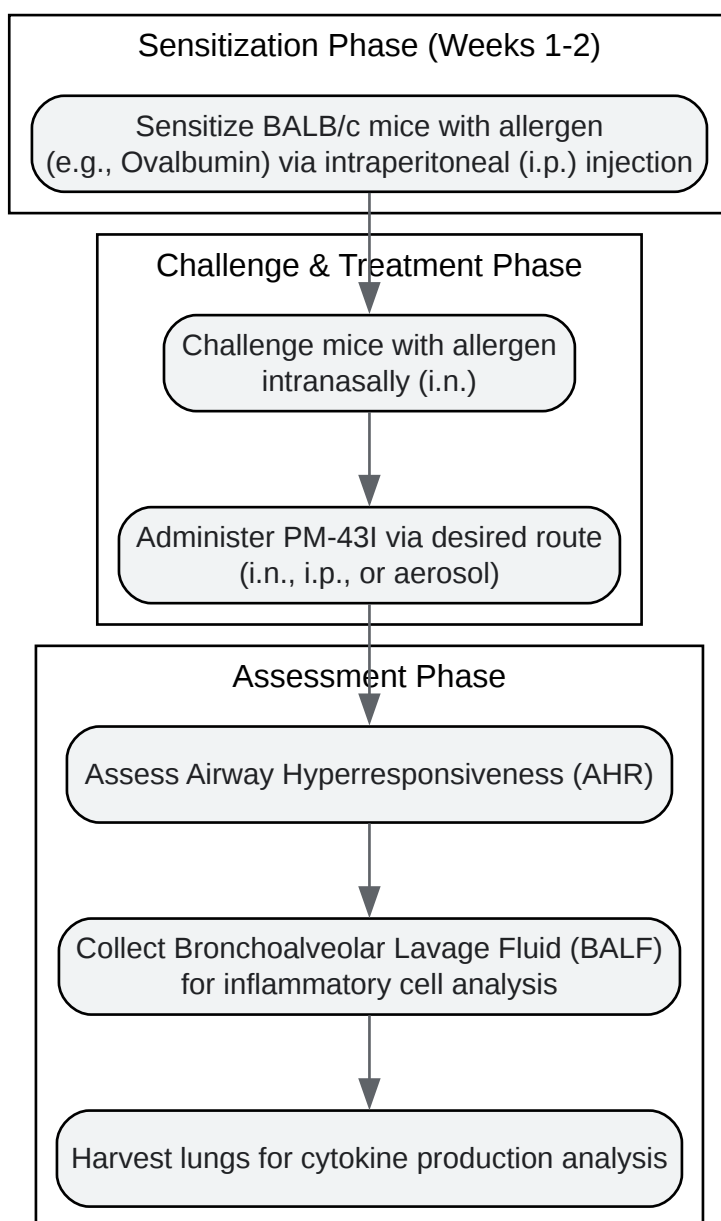 Sensitization Phase (Weeks 1-2)
Sensitize BALB/c mice with allergen
(e.g., Ovalbumin) via intraperitoneal (i.p.) injection
Challenge & Treatment Phase
Challenge mice with allergen
intranasally (i.n.)
Administer PM-43I via desired route
(i.n., i.p., or aerosol)
Assessment Phase
Assess Airway Hyperresponsiveness (AHR)
Collect Bronchoalveolar Lavage Fluid (BALF)
for inflammatory cell analysis
Harvest lungs for cytokine production analysis